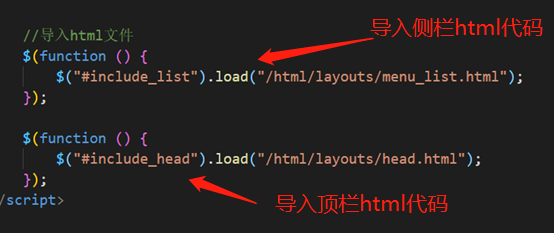 //导入html文件
导入侧栏html代码
$(function () {
$("#include_list").load("/html/layouts/menu_list.html");
});
$(function () {
$("#include_head").load("/html/layouts/head.html");
});
/script>
导入顶栏html代码